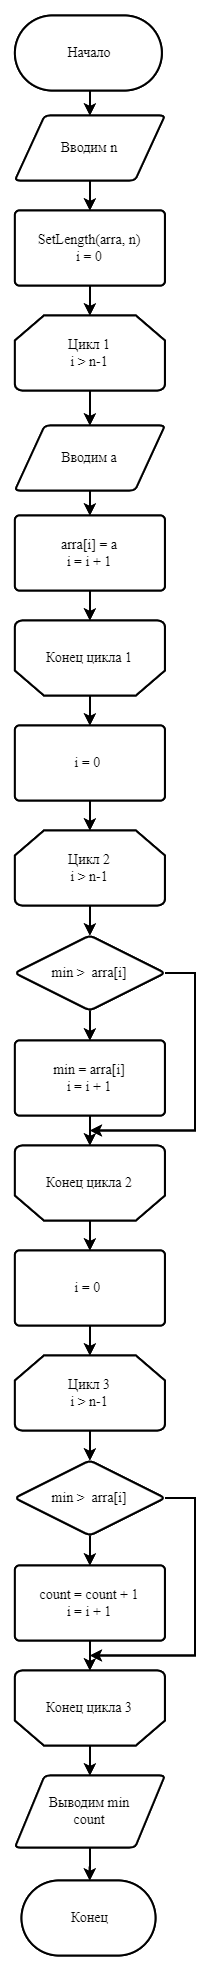 Начало
Вводим n
SetLength(arra, n)
i = 0
Цикл 1
i > n-1
Вводим a
arra[i] = a
i = i + 1
Конец цикла 1
i = 0
Цикл 2
i > n-1
min > arra[i]
min = arra[i]
i = i + 1
Конец цикла 2
i = 0
Цикл 3
i > n-1
min > arra[i]
count = count + 1
i = i + 1
Конец цикла 3
Выводим min
count
Конец